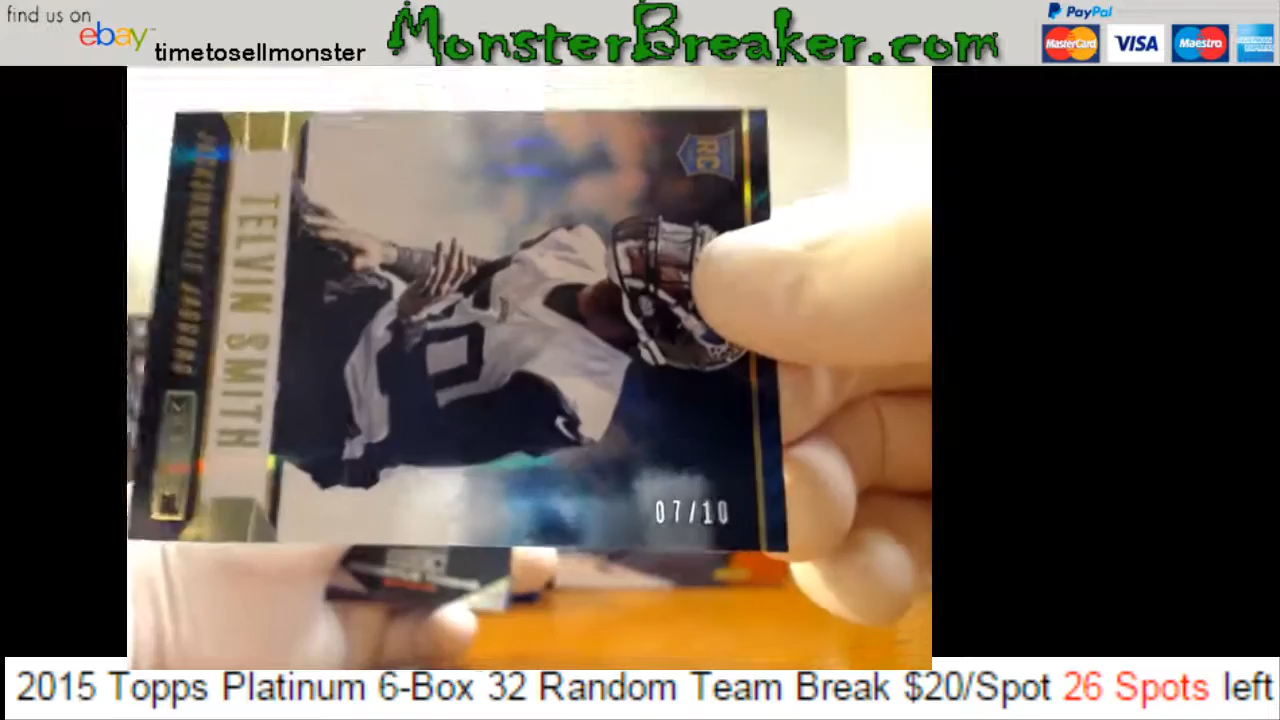 find us on
ebay™ timetosellmonster
MonsterBreaker.com
PayPal
MasterCard VISA Maestro
RC
TELVIN SMITH
JACKSONVILLE JAGUARS
07/10
2015 Topps Platinum 6-Box 32 Random Team Break $20/Spot 26 Spots left